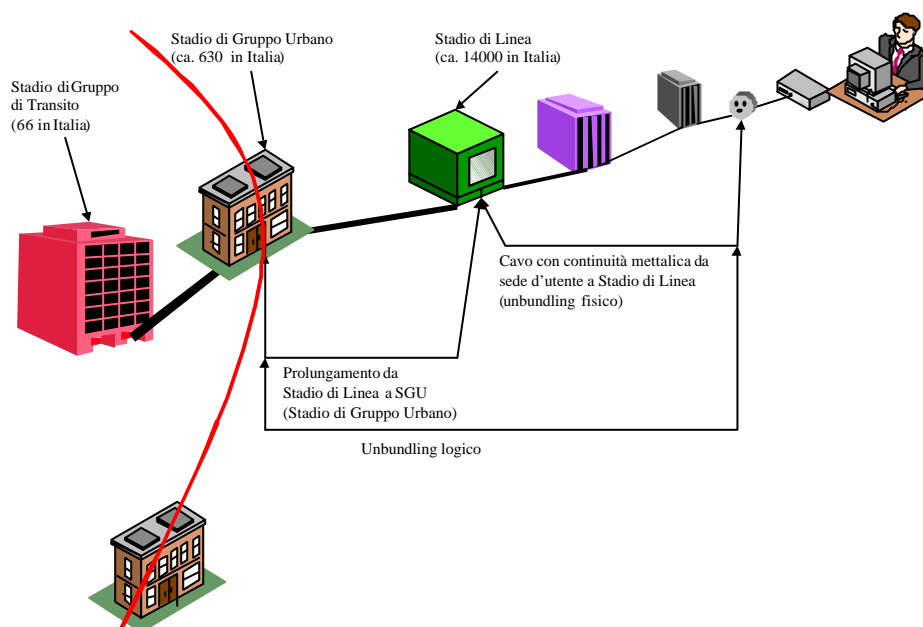 Stadio di Gruppo Urbano
(ca. 630 in Italia)
Stadio di Linea
(ca. 14000 in Italia)
Stadio di Gruppo
di Transito
(66 in Italia)
Cavo con continuità mettalica da
sede d'utente a Stadio di Linea
(unbundling fisico)
Prolungamento da
Stadio di Linea a SGU
(Stadio di Gruppo Urbano)
Unbundling logico